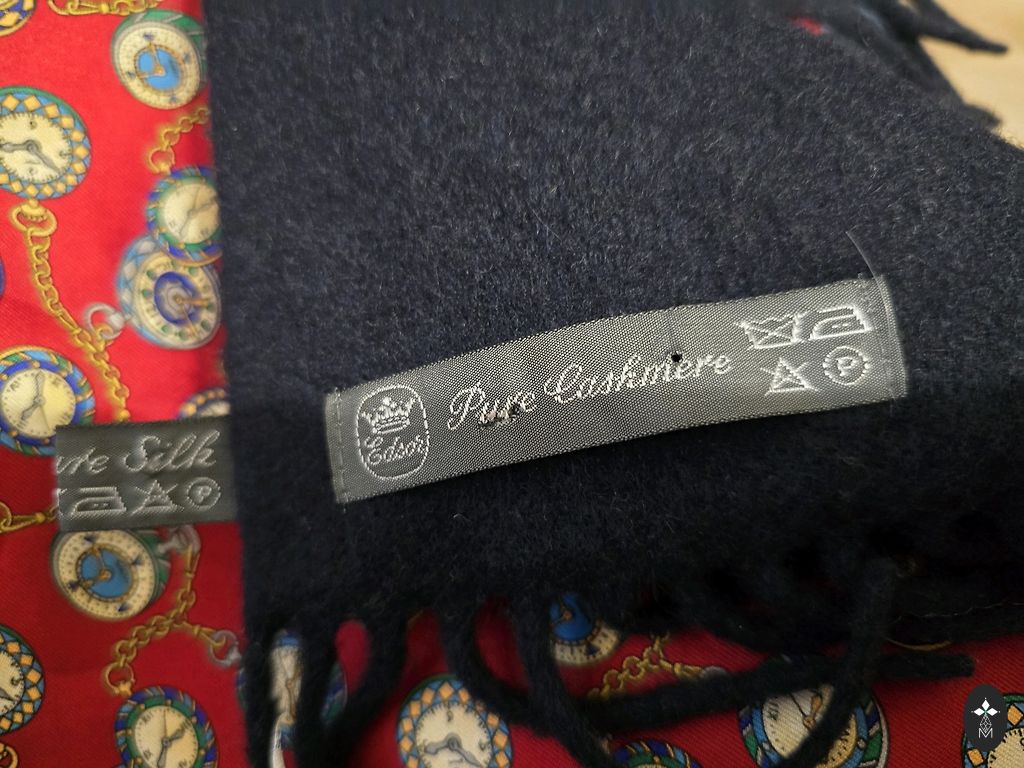 Pure Cashmere
Edsor
P
ure Silk
P
M